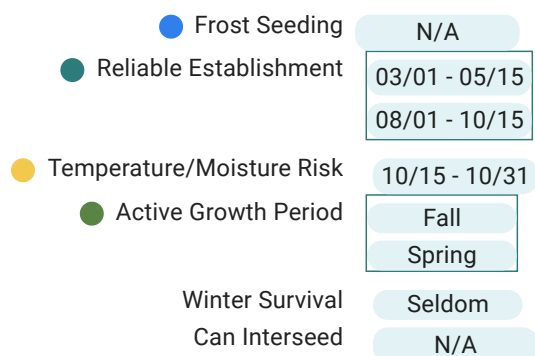 Frost Seeding N/A
Reliable Establishment 03/01 - 05/15
08/01 - 10/15
Temperature/Moisture Risk 10/15 - 10/31
Active Growth Period Fall
Spring
Winter Survival Seldom
Can Interseed N/A